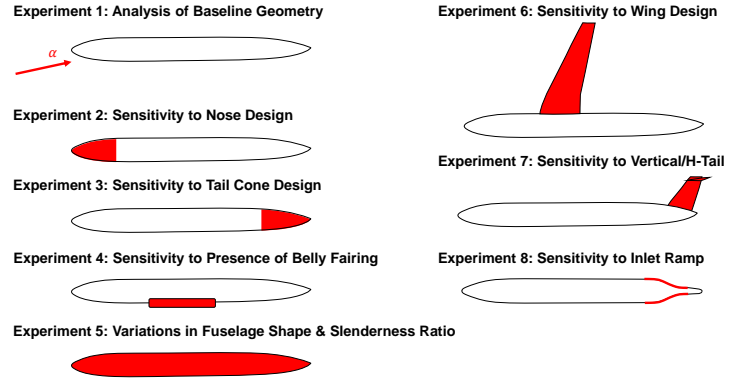 Experiment 1: Analysis of Baseline Geometry
α
Experiment 2: Sensitivity to Nose Design
Experiment 3: Sensitivity to Tail Cone Design
Experiment 4: Sensitivity to Presence of Belly Fairing
Experiment 5: Variations in Fuselage Shape & Slenderness Ratio
Experiment 6: Sensitivity to Wing Design
Experiment 7: Sensitivity to Vertical/H-Tail
Experiment 8: Sensitivity to Inlet Ramp